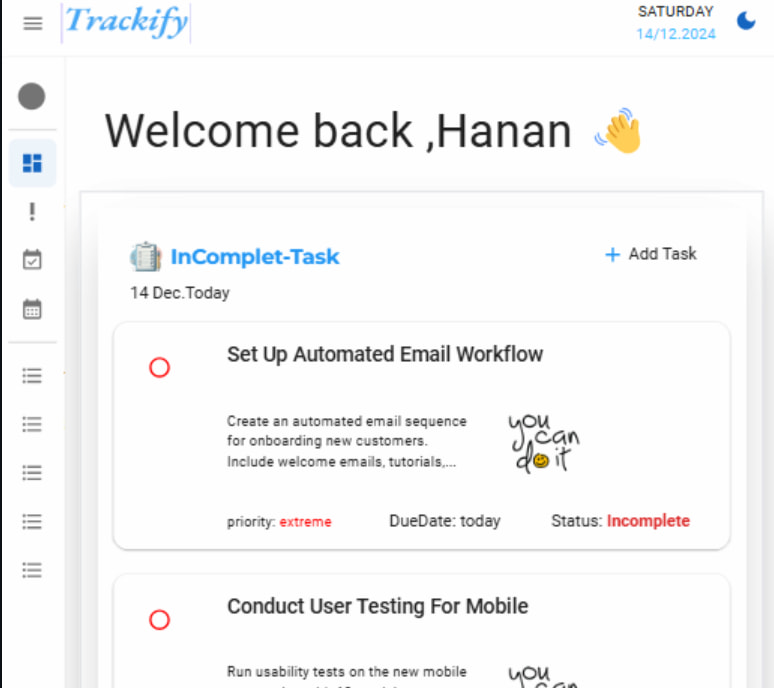 Trackify
SATURDAY
14/12.2024
Welcome back ,Hanan 👋
InComplet-Task
+ Add Task
14 Dec.Today
Set Up Automated Email Workflow
Create an automated email sequence
for onboarding new customers.
Include welcome emails, tutorials,...
you
can
do it
priority: extreme
DueDate: today
Status: Incomplete
Conduct User Testing For Mobile
Run usability tests on the new mobile
you
can